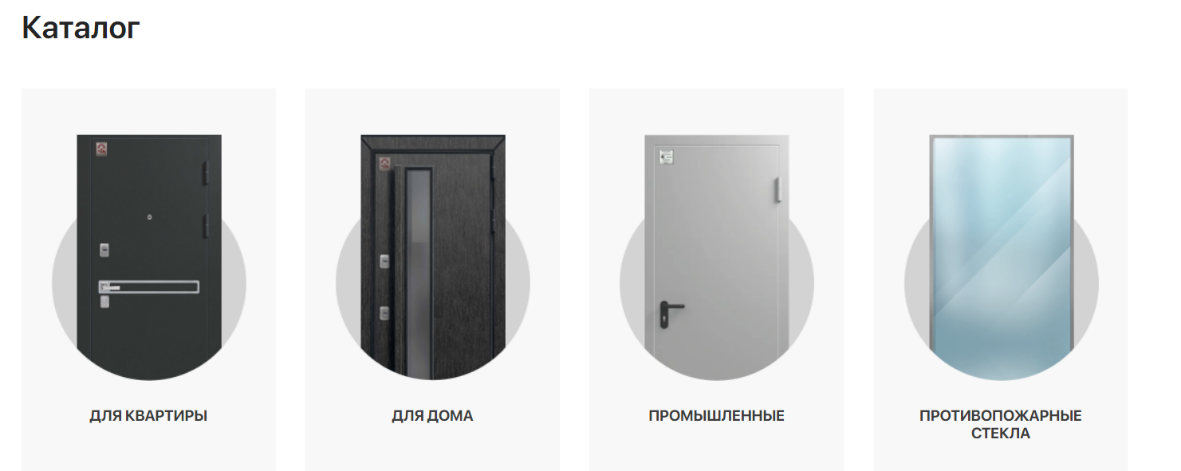 Каталог
ДЛЯ КВАРТИРЫ
ДЛЯ ДОМА
ПРОМЫШЛЕННЫЕ
ПРОТИВОПОЖАРНЫЕ
СТЕКЛА